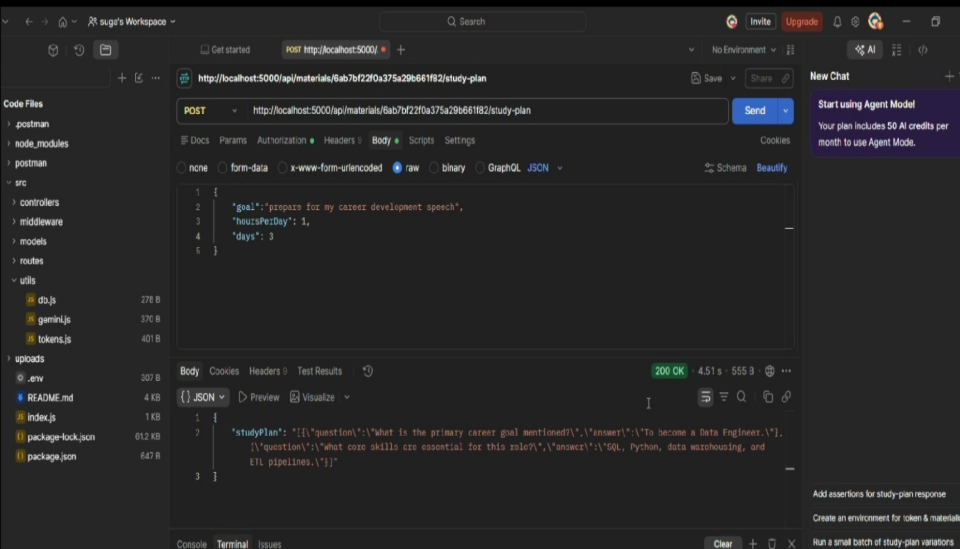 suga's Workspace
Search
Invite
Upgrade
Get started
POST http://localhost:5000/
No Environment
AI
http://localhost:5000/api/materials/6ab7bf22f0a375a29b661f82/study-plan
Save
Share
New Chat
Code Files
POST
http://localhost:5000/api/materials/6ab7bf22f0a375a29b661f82/study-plan
Send
Start using Agent Mode!
Your plan includes 50 AI credits per
month to use Agent Mode.
.postman
node_modules
postman
src
controllers
middleware
models
routes
utils
db.js 278 B
gemini.js 370 B
tokens.js 401 B
uploads
.env 307 B
README.md 4 KB
index.js 1 KB
package-lock.json 61.2 KB
package.json 647 B
Docs Params Authorization Headers 9 Body Scripts Settings Cookies
none form-data x-www-form-urlencoded raw binary GraphQL JSON Schema Beautify
1 {
2 "goal":"prepare for my career development speech",
3 "hoursPerDay": 1,
4 "days": 3
5 }
Body Cookies Headers 9 Test Results 200 OK 4.51 s 555 B
{} JSON Preview Visualize
1 {
2 "studyPlan": "[{\"question\":\"What is the primary career goal mentioned?\",\"answer\":\"To become a Data Engineer.\"},
{\"question\":\"What core skills are essential for this role?\",\"answer\":\"SQL, Python, data warehousing, and
ETL pipelines.\"}]"
3 }
Add assertions for study-plan response
Create an environment for token & materialI
Run a small batch of study-plan variations
Console Terminal Issues Clear